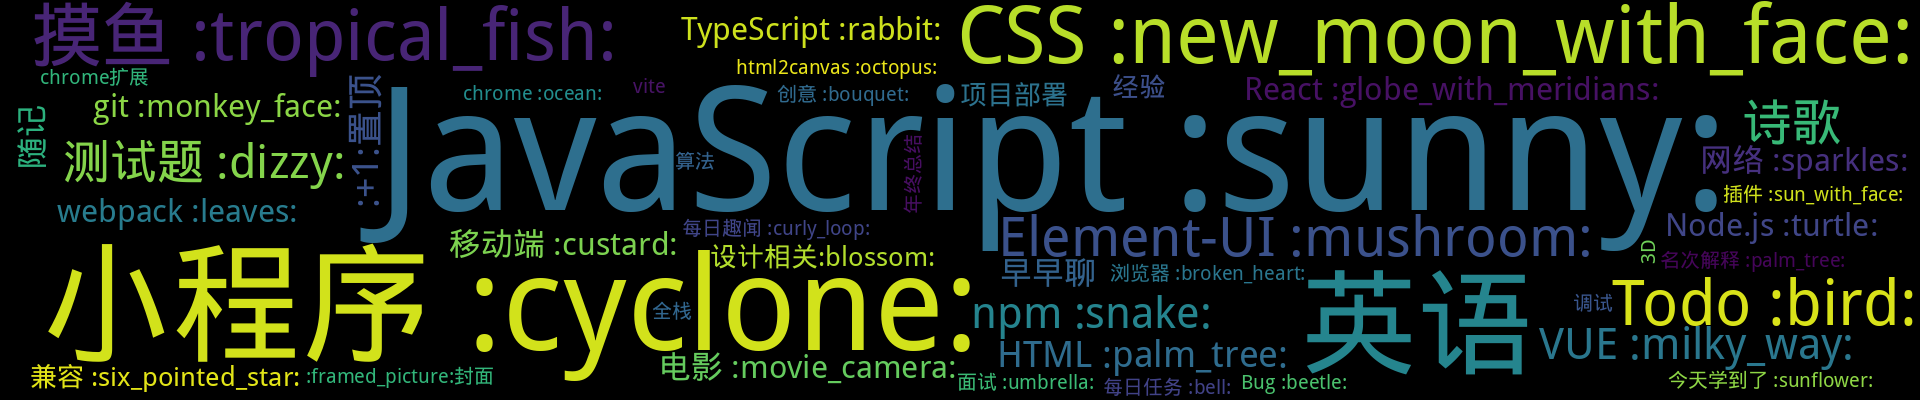 摸鱼 :tropical_fish:
TypeScript :rabbit:
CSS :new_moon_with_face:
chrome扩展
html2canvas :octopus:
git :monkey_face:
:+1:置顶
chrome :ocean:
vite
创意 :bouquet:
项目部署
经验
React :globe_with_meridians:
随记
测试题 :dizzy:
JavaScript :sunny:
算法
年终总结
诗歌
网络 :sparkles:
插件 :sun_with_face:
webpack :leaves:
移动端 :custard:
每日趣闻 :curly_loop:
设计相关:blossom:
Element-UI :mushroom:
Node.js :turtle:
3D
名次解释 :palm_tree:
早早聊
浏览器 :broken_heart:
小程序 :cyclone:
全栈
npm :snake:
英语
调试
Todo :bird:
HTML :palm_tree:
VUE :milky_way:
兼容 :six_pointed_star:
:framed_picture:封面
电影 :movie_camera:
面试 :umbrella:
每日任务 :bell:
Bug :beetle:
今天学到了 :sunflower: